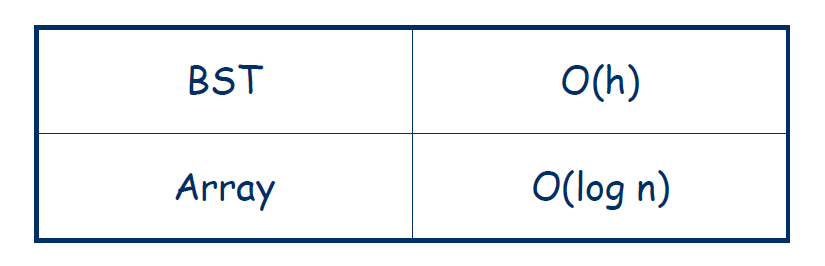 BST O(h)
Array O(log n)